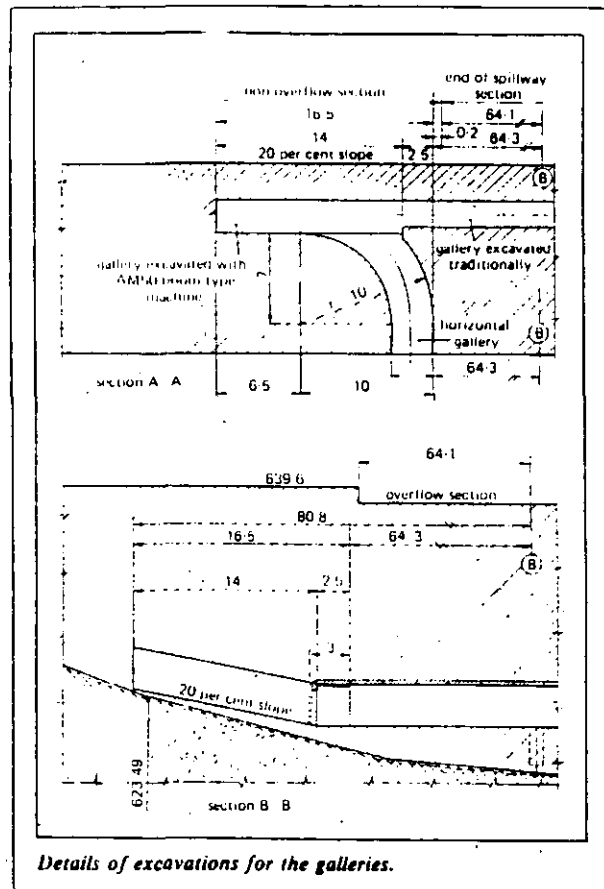 non overflow section
16.5
end of spillway
section
64·1
14
0·2
64·3
20 per cent slope
2·5
B
gallery excavated with
AM50 boom type
machine
7
10
gallery excavated
traditionally
horizontal
gallery
B
section A A
6·5
10
64·3
64·1
639 6
overflow section
80 8
16·5
64 3
B
14
2·5
3
20 per cent slope
623 49
section B B
Details of excavations for the galleries.